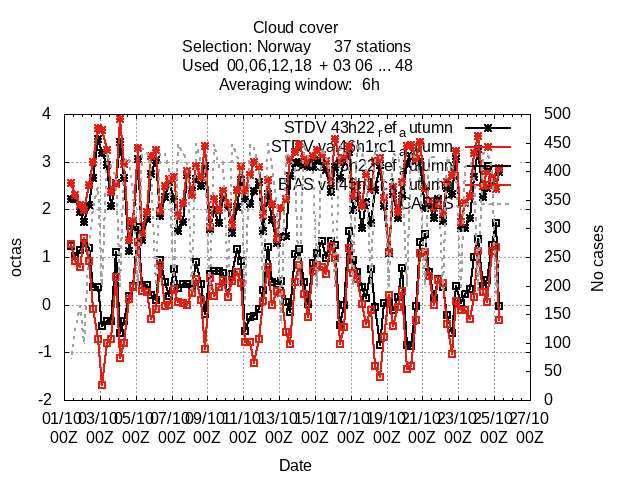 Cloud cover
Selection: Norway 37 stations
Used 00,06,12,18 + 03 06 ... 48
Averaging window: 6h
octas
No cases
4
3
2
1
0
-1
-2
500
450
400
350
300
250
200
150
100
50
0
STDV 43h22ref autumn
STDV
BIAS
CASES
01/10 03/10 05/10 07/10 09/10 11/10 13/10 15/10 17/10 19/10 21/10 23/10 25/10 27/10
00Z 00Z 00Z 00Z 00Z 00Z 00Z 00Z 00Z 00Z 00Z 00Z 00Z 00Z
Date